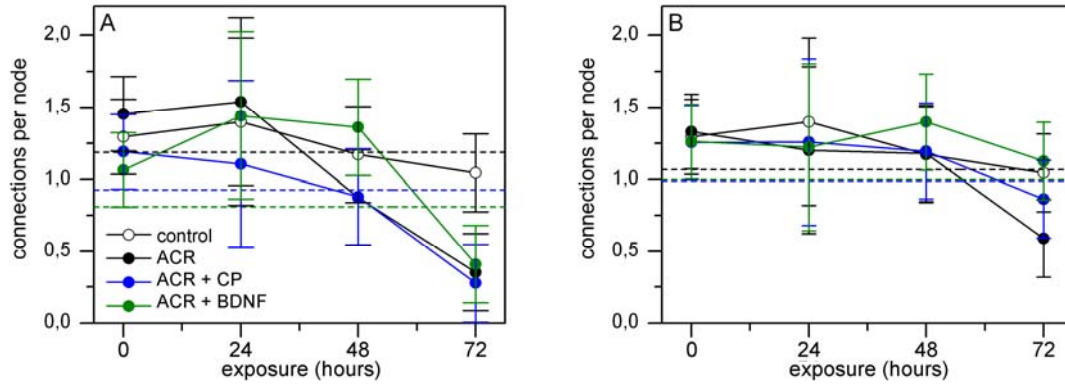 A
connections per node
2,0
1,5
1,0
0,5
0,0
control
ACR
ACR + CP
ACR + BDNF
0 24 48 72
exposure (hours)
B
connections per node
2,0
1,5
1,0
0,5
0,0
0 24 48 72
exposure (hours)